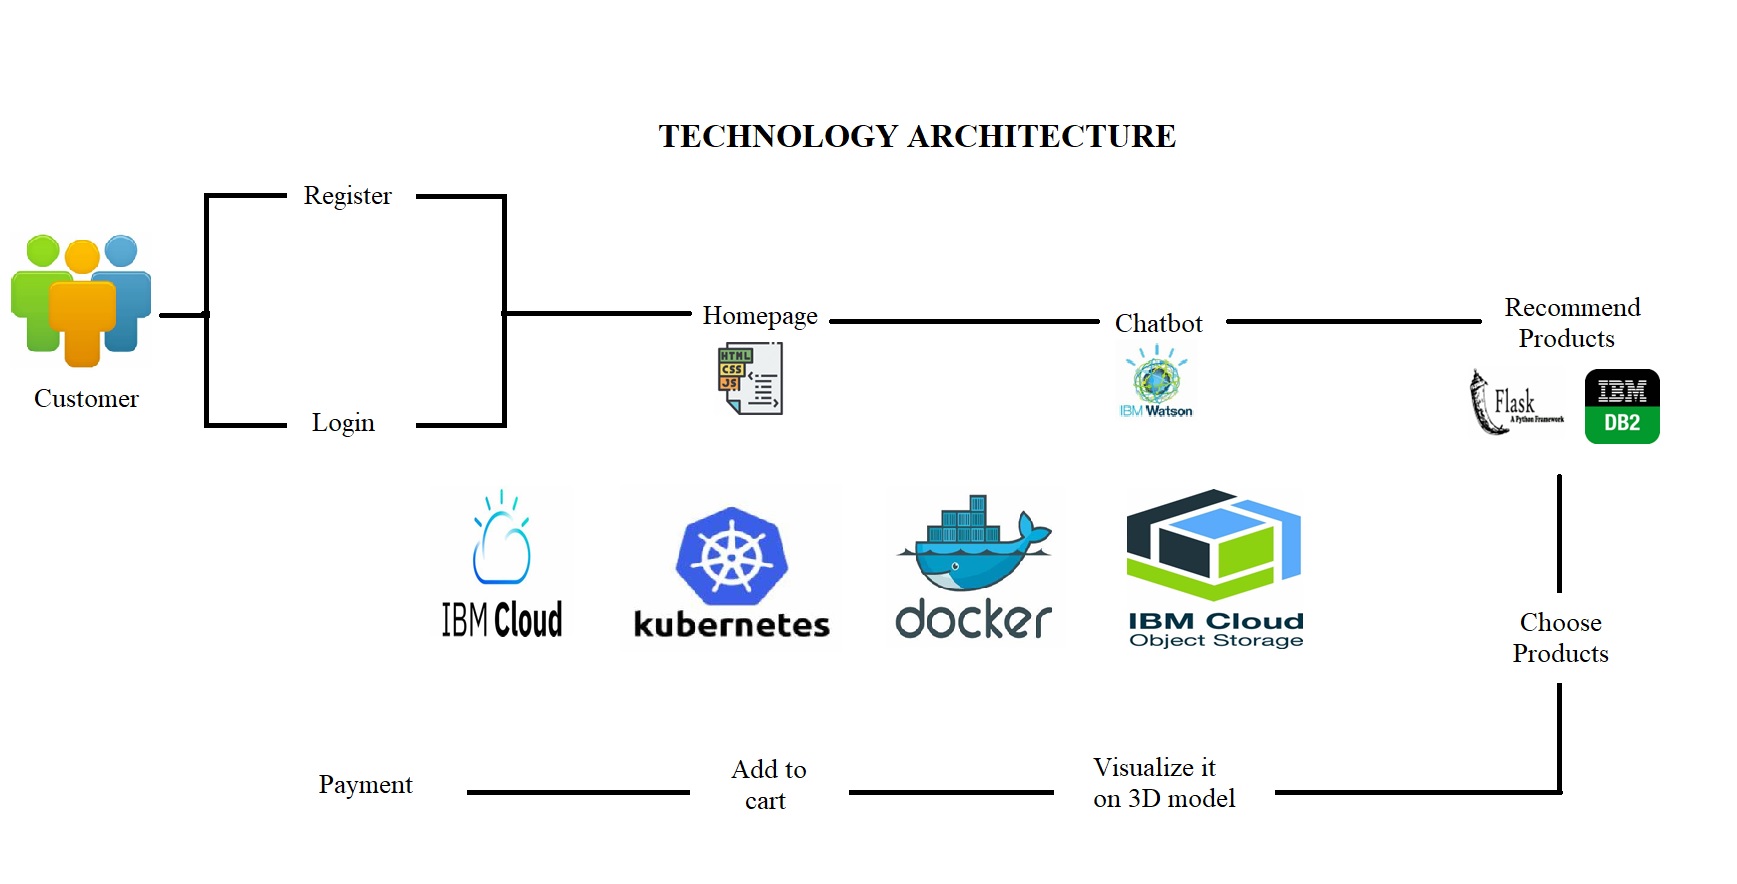 TECHNOLOGY ARCHITECTURE
Register
Customer
Login
Homepage
HTML
CSS
JS
Chatbot
IBM Watson
Recommend
Products
Flask
A Python Framework
IBM
DB2
IBM Cloud
kubernetes
docker
IBM Cloud
Object Storage
Choose
Products
Visualize it
on 3D model
Add to
cart
Payment